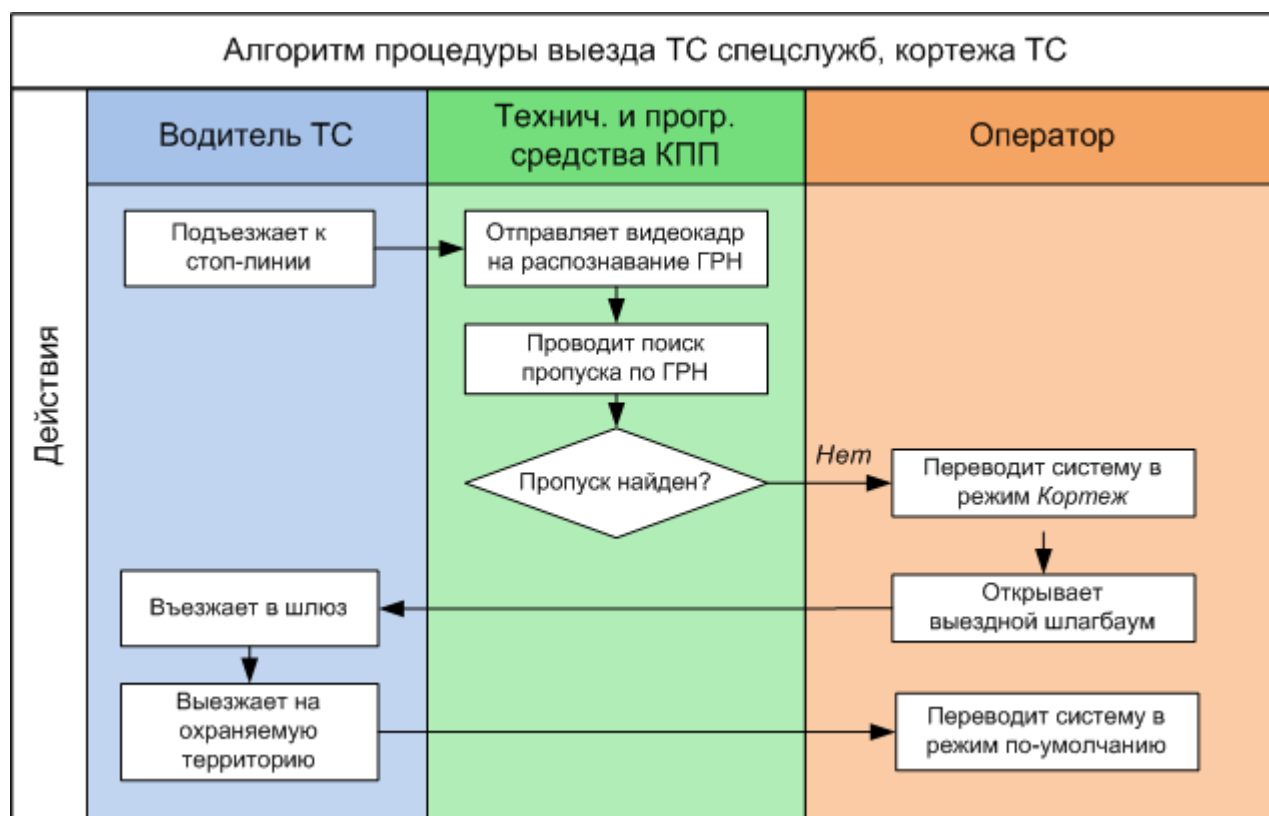 Алгоритм процедуры выезда ТС спецслужб, кортежа ТС
Действия
Водитель ТС
Технич. и прогр.
средства КПП
Оператор
Подъезжает к
стоп-линии
Отправляет видеокадр
на распознавание ГРН
Проводит поиск
пропуска по ГРН
Пропуск найден?
Нет
Переводит систему в
режим Кортеж
Открывает
выездной шлагбаум
Въезжает в шлюз
Выезжает на
охраняемую
территорию
Переводит систему в
режим по-умолчанию